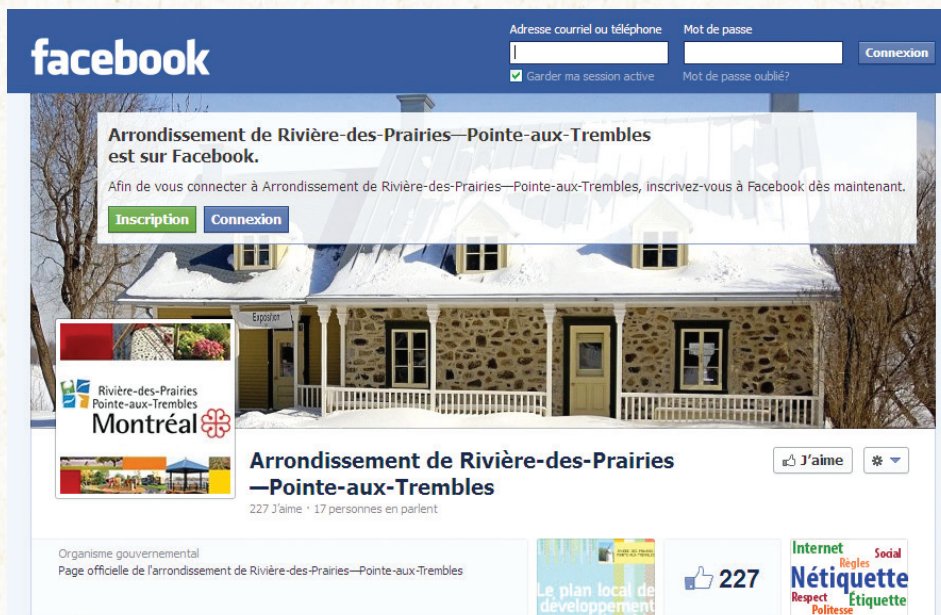 facebook
Adresse courriel ou téléphone
Mot de passe
Connexion
Garder ma session active
Mot de passe oublié?
Arrondissement de Rivière-des-Prairies—Pointe-aux-Trembles
est sur Facebook.
Afin de vous connecter à Arrondissement de Rivière-des-Prairies—Pointe-aux-Trembles, inscrivez-vous à Facebook dès maintenant.
Inscription
Connexion
Exposition
Rivière-des-Prairies
Pointe-aux-Trembles
Montréal
Arrondissement de Rivière-des-Prairies
—Pointe-aux-Trembles
227 J'aime · 17 personnes en parlent
J'aime
Organisme gouvernemental
Page officielle de l'arrondissement de Rivière-des-Prairies—Pointe-aux-Trembles
Le plan local de
développement
227
Internet
Social
Règles
Nétiquette
Respect
Étiquette
Politesse